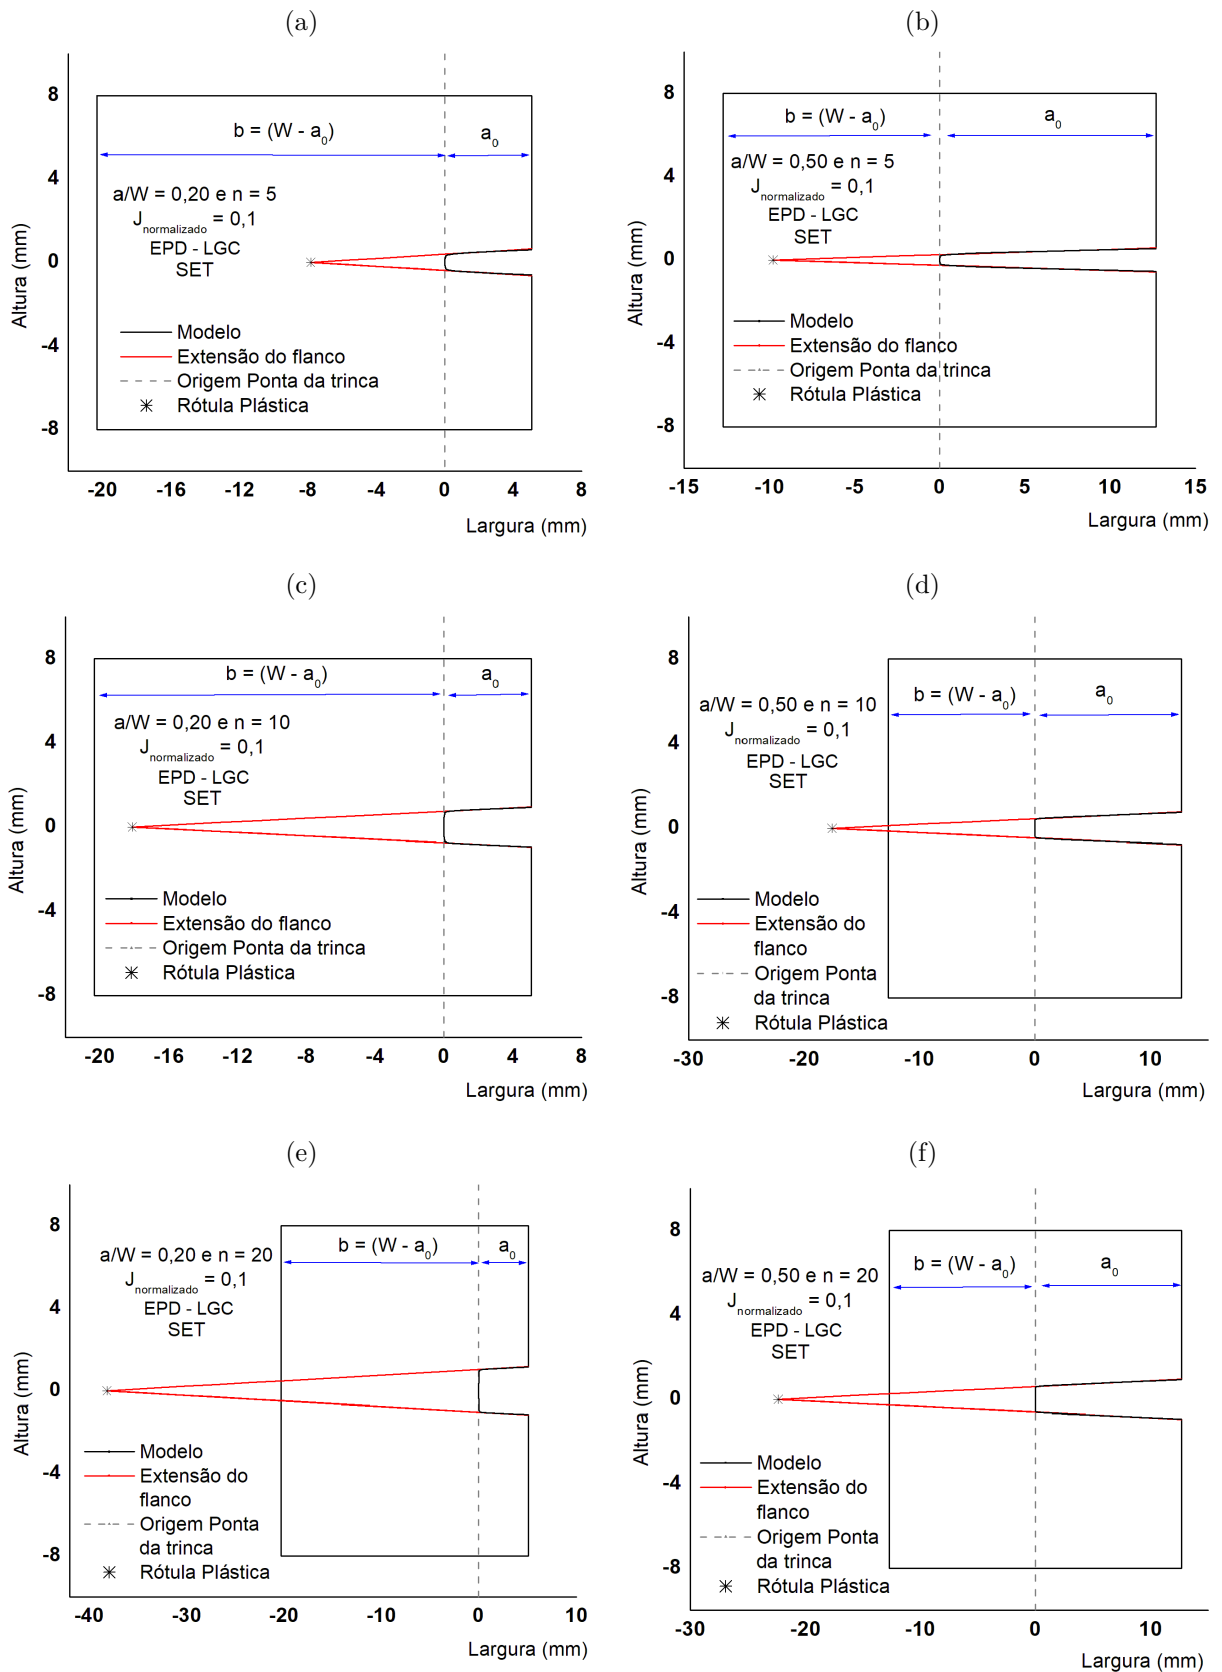 (a)
8
4
0
-4
-8
Altura (mm)
b = (W - a0)
a0
a/W = 0,20 e n = 5
Jnormalizado = 0,1
EPD - LGC
SET
Modelo
Extensão do flanco
Origem Ponta da trinca
Rótula Plástica
-20 -16 -12 -8 -4 0 4 8
Largura (mm)
(b)
8
4
0
-4
-8
Altura (mm)
b = (W - a0)
a0
a/W = 0,50 e n = 5
Jnormalizado = 0,1
EPD - LGC
SET
Modelo
Extensão do flanco
Origem Ponta da trinca
Rótula Plástica
-15 -10 -5 0 5 10 15
Largura (mm)
(c)
8
4
0
-4
-8
Altura (mm)
b = (W - a0)
a0
a/W = 0,20 e n = 10
Jnormalizado = 0,1
EPD - LGC
SET
Modelo
Extensão do flanco
Origem Ponta da trinca
Rótula Plástica
-20 -16 -12 -8 -4 0 4 8
Largura (mm)
(d)
8
4
0
-4
-8
Altura (mm)
b = (W - a0)
a0
a/W = 0,50 e n = 10
Jnormalizado = 0,1
EPD - LGC
SET
Modelo
Extensão do
flanco
Origem Ponta
da trinca
Rótula Plástica
-30 -20 -10 0 10
Largura (mm)
(e)
8
4
0
-4
-8
Altura (mm)
b = (W - a0)
a0
a/W = 0,20 e n = 20
Jnormalizado = 0,1
EPD - LGC
SET
Modelo
Extensão do
flanco
Origem Ponta
da trinca
Rótula Plástica
-40 -30 -20 -10 0 10
Largura (mm)
(f)
8
4
0
-4
-8
Altura (mm)
b = (W - a0)
a0
a/W = 0,50 e n = 20
Jnormalizado = 0,1
EPD - LGC
SET
Modelo
Extensão do
flanco
Origem Ponta
da trinca
Rótula Plástica
-30 -20 -10 0 10
Largura (mm)